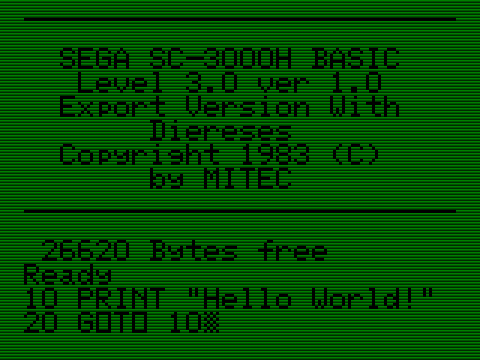 SEGA SC-3000H BASIC
Level 3.0 ver 1.0
Export Version With
Diereses
Copyright 1983 (C)
by MITEC
26620 Bytes free
Ready
10 PRINT "Hello World!"
20 GOTO 10